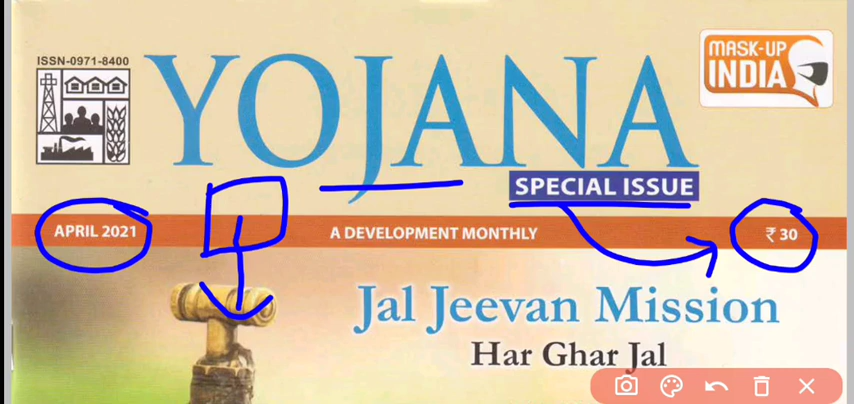 ISSN-0971-8400
YOJANA
MASK-UP
INDIA
SPECIAL ISSUE
APRIL 2021
A DEVELOPMENT MONTHLY
₹ 30
Jal Jeevan Mission
Har Ghar Jal